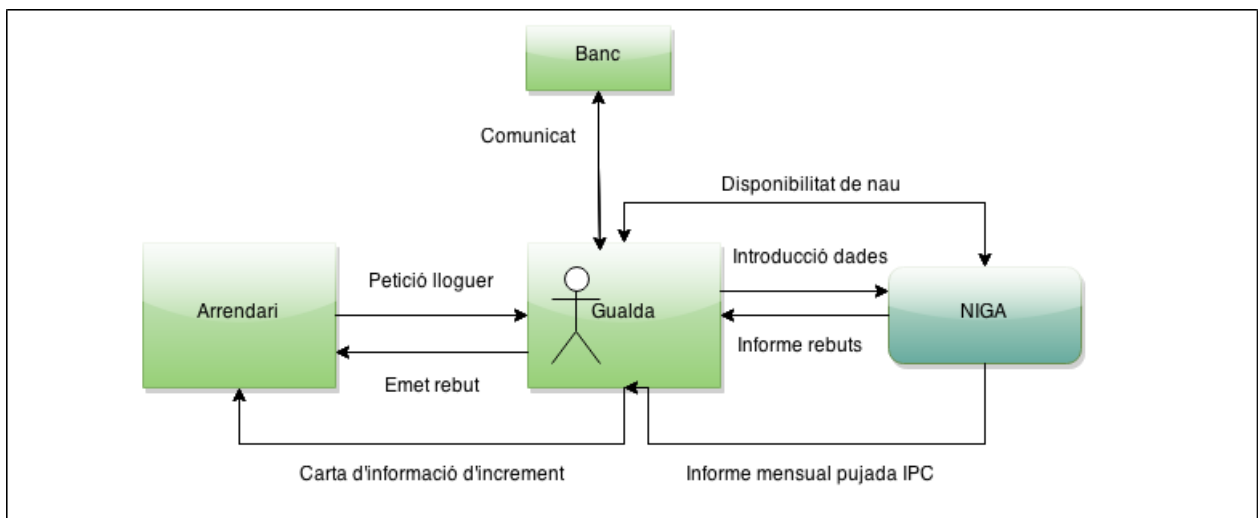 Banc
Comunicat
Disponibilitat de nau
Introducció dades
Petició lloguer
Arrendari
Gualda
NIGA
Informe rebuts
Emet rebut
Carta d'informació d'increment
Informe mensual pujada IPC